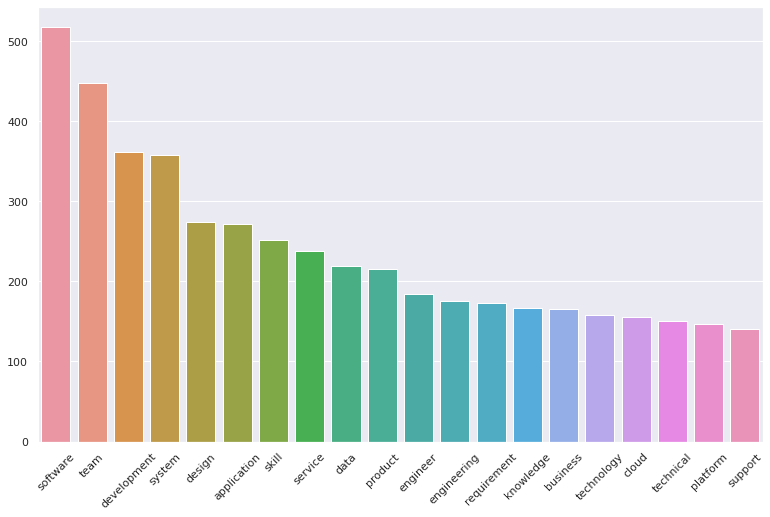 500
400
300
200
100
0
software
team
development
system
design
application
skill
service
data
product
engineer
engineering
requirement
knowledge
business
technology
cloud
technical
platform
support